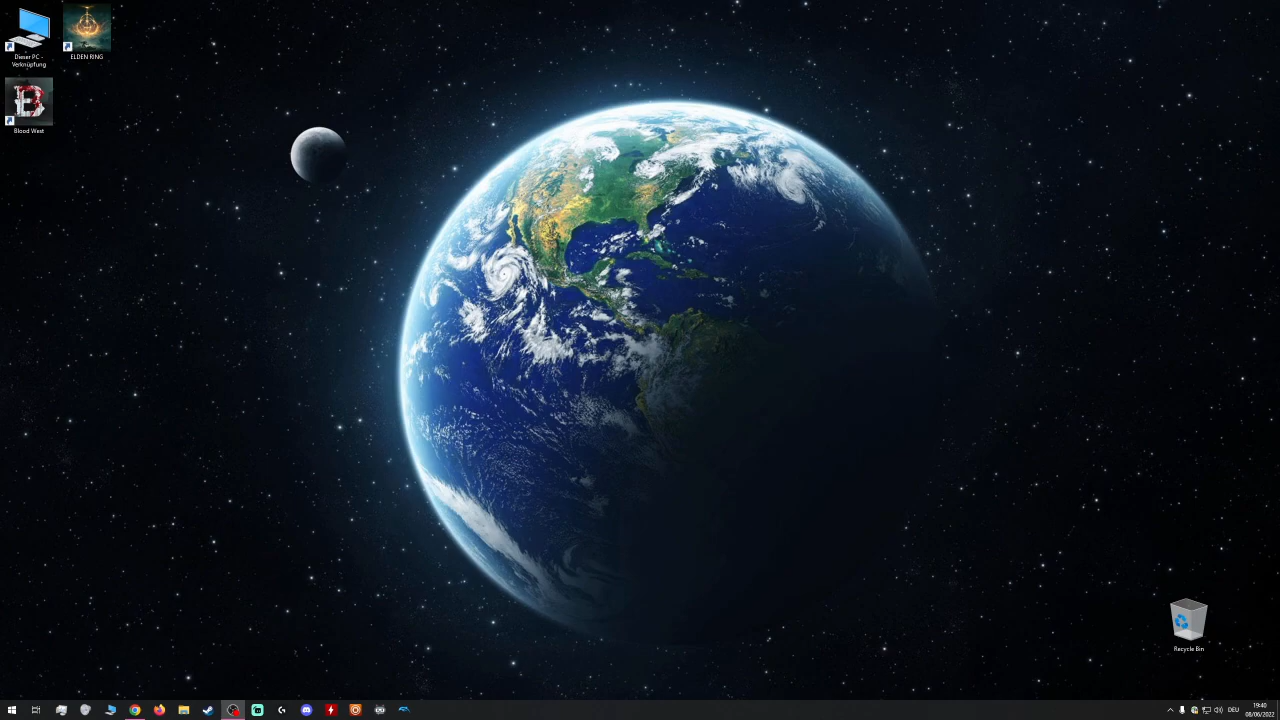 Dieser PC -
Verknüpfung
ELDEN RING
Blood West
Recycle Bin
DEU
19:40
08/06/2022